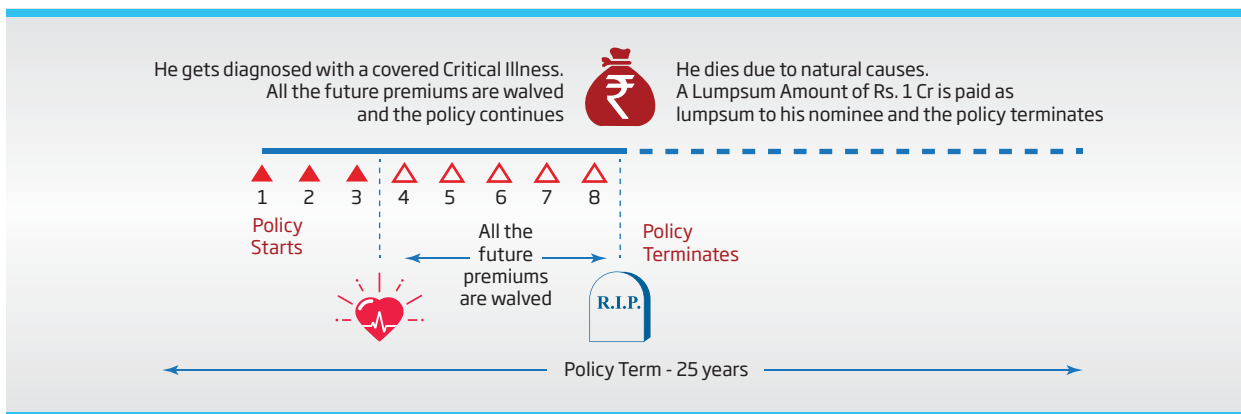 He gets diagnosed with a covered Critical Illness.
All the future premiums are walved
and the policy continues
₹
He dies due to natural causes.
A Lumpsum Amount of Rs. 1 Cr is paid as
lumpsum to his nominee and the policy terminates
1 2 3 4 5 6 7 8
Policy
Starts
All the
future
premiums
are walved
Policy
Terminates
R.I.P.
Policy Term - 25 years